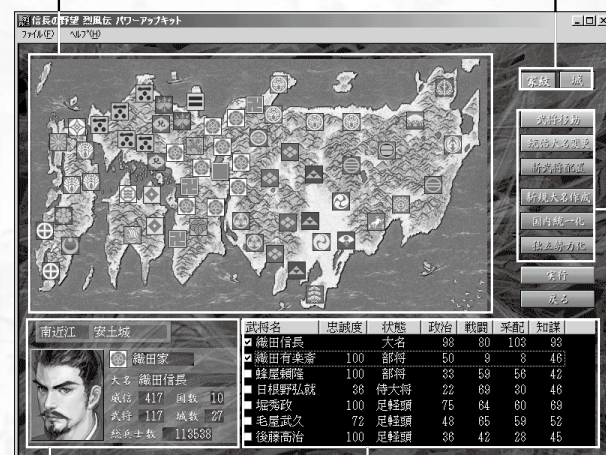 信長の野望 烈風伝 パワーアップキット
ファイル(F) ヘルプ(H)
家紋 城
武将移動
統治大名変更
新武将配置
新規大名作成
国内統一化
独立勢力化
実行
戻る
南近江 安土城
織田家
大名 織田信長
威信 417 国数 10
武将 117 城数 27
総兵士数 113538
武将名 忠誠度 状態 政治 戦闘 采配 知謀
織田信長 大名 98 80 103 93
織田有楽斎 100 部将 50 9 8 46
蜂屋頼隆 100 部将 33 59 56 42
日根野弘就 36 侍大将 22 69 30 46
堀秀政 100 足軽頭 75 64 60 69
毛屋武久 72 足軽頭 48 65 59 52
後藤高治 100 足軽頭 36 42 28 45